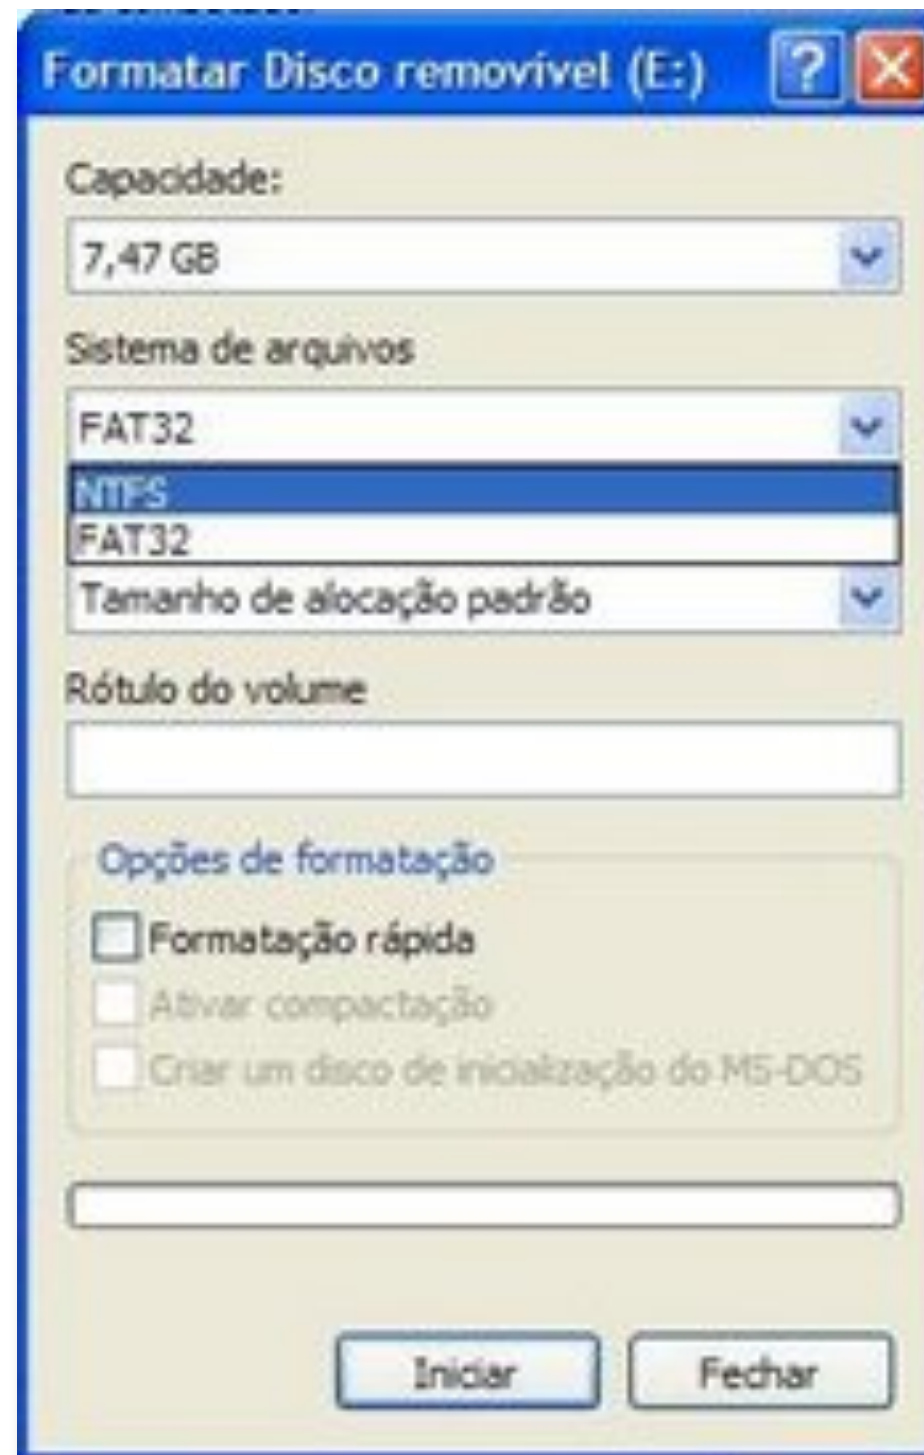 Formatar Disco removível (E:)
?
Capacidade:
7,47 GB
Sistema de arquivos
FAT32
NTFS
FAT32
Tamanho de alocação padrão
Rótulo do volume
Opções de formatação
Formatação rápida
Ativar compactação
Criar um disco de inicialização do MS-DOS
Iniciar
Fechar